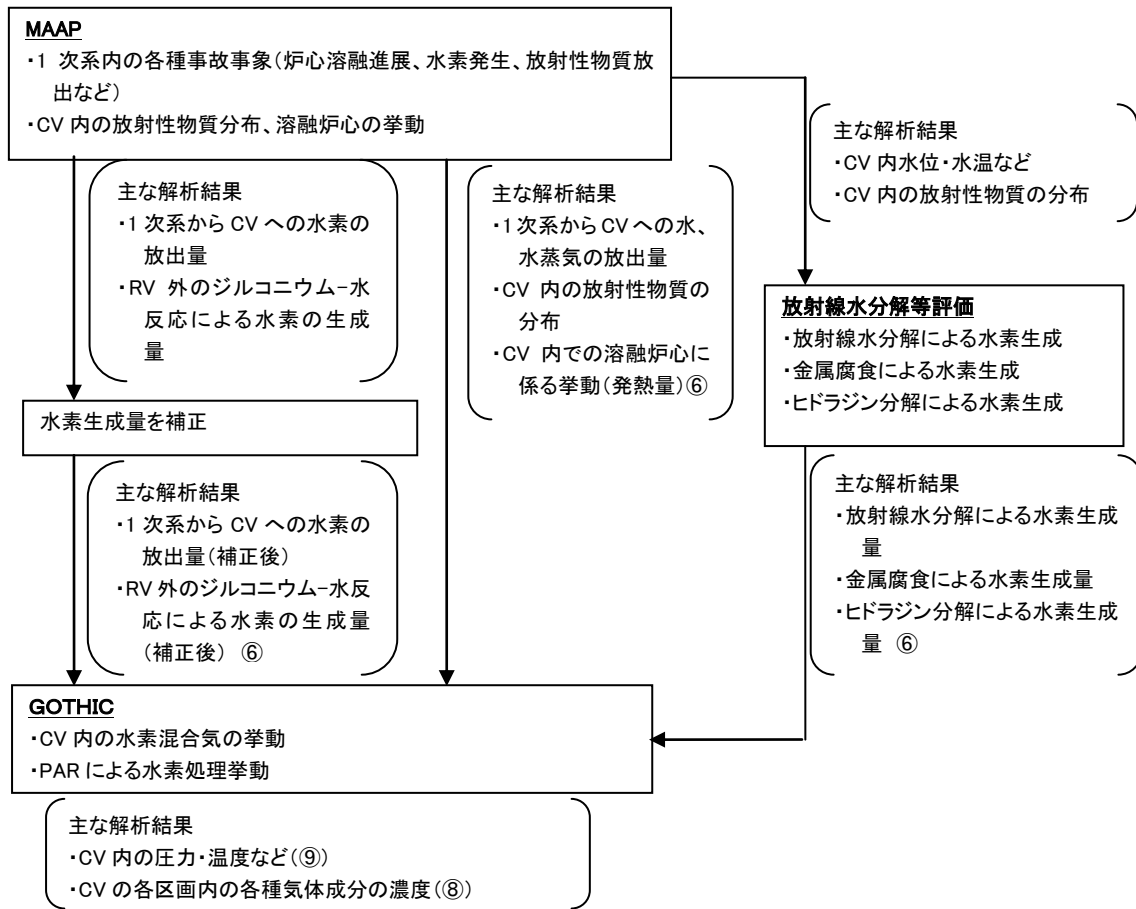 MAAP
・1 次系内の各種事故事象(炉心溶融進展、水素発生、放射性物質放
出など)
・CV 内の放射性物質分布、溶融炉心の挙動
主な解析結果
・1 次系から CV への水素の
放出量
・RV 外のジルコニウム-水
反応による水素の生成
量
主な解析結果
・1 次系から CV への水、
水蒸気の放出量
・CV 内の放射性物質の
分布
・CV 内での溶融炉心に
係る挙動(発熱量)⑥
主な解析結果
・CV 内水位・水温など
・CV 内の放射性物質の分布
水素生成量を補正
放射線水分解等評価
・放射線水分解による水素生成
・金属腐食による水素生成
・ヒドラジン分解による水素生成
主な解析結果
・1 次系から CV への水素の
放出量(補正後)
・RV 外のジルコニウム-水反
応による水素の生成量
(補正後) ⑥
主な解析結果
・放射線水分解による水素生成
量
・金属腐食による水素生成量
・ヒドラジン分解による水素生成
量 ⑥
GOTHIC
・CV 内の水素混合気の挙動
・PAR による水素処理挙動
主な解析結果
・CV 内の圧力・温度など(⑨)
・CV の各区画内の各種気体成分の濃度(⑧)